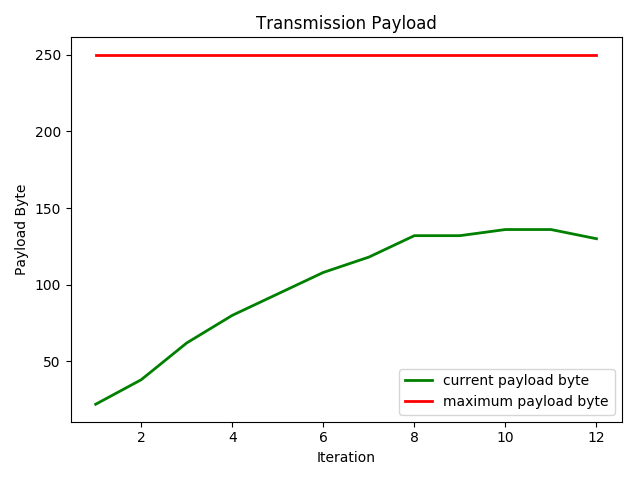 Transmission Payload
250
200
150
100
50
Payload Byte
2 4 6 8 10 12
Iteration
current payload byte
maximum payload byte